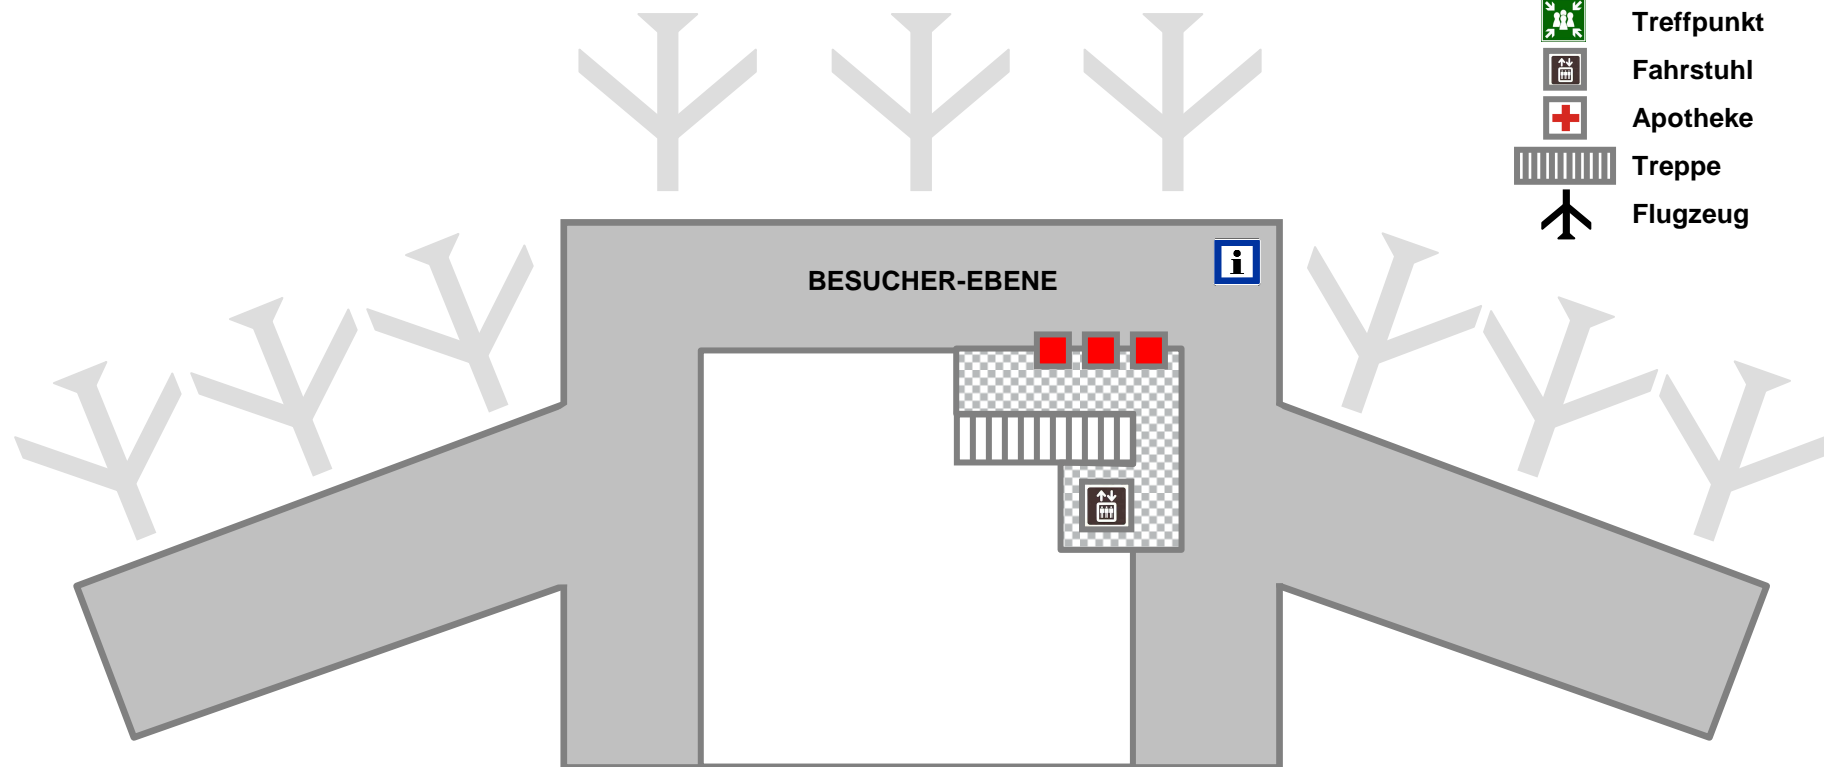 Treffpunkt
Fahrstuhl
Apotheke
Treppe
Flugzeug
i
BESUCHER-EBENE